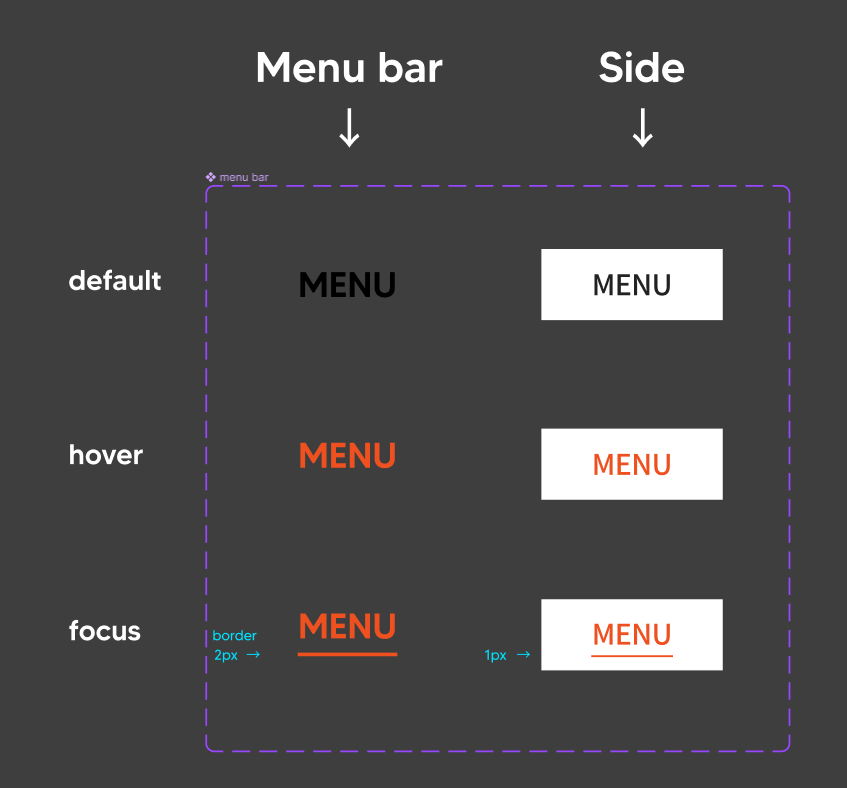 Menu bar
Side
↓
↓
menu bar
default
MENU
MENU
hover
MENU
MENU
focus
MENU
MENU
border
2px →
1px →